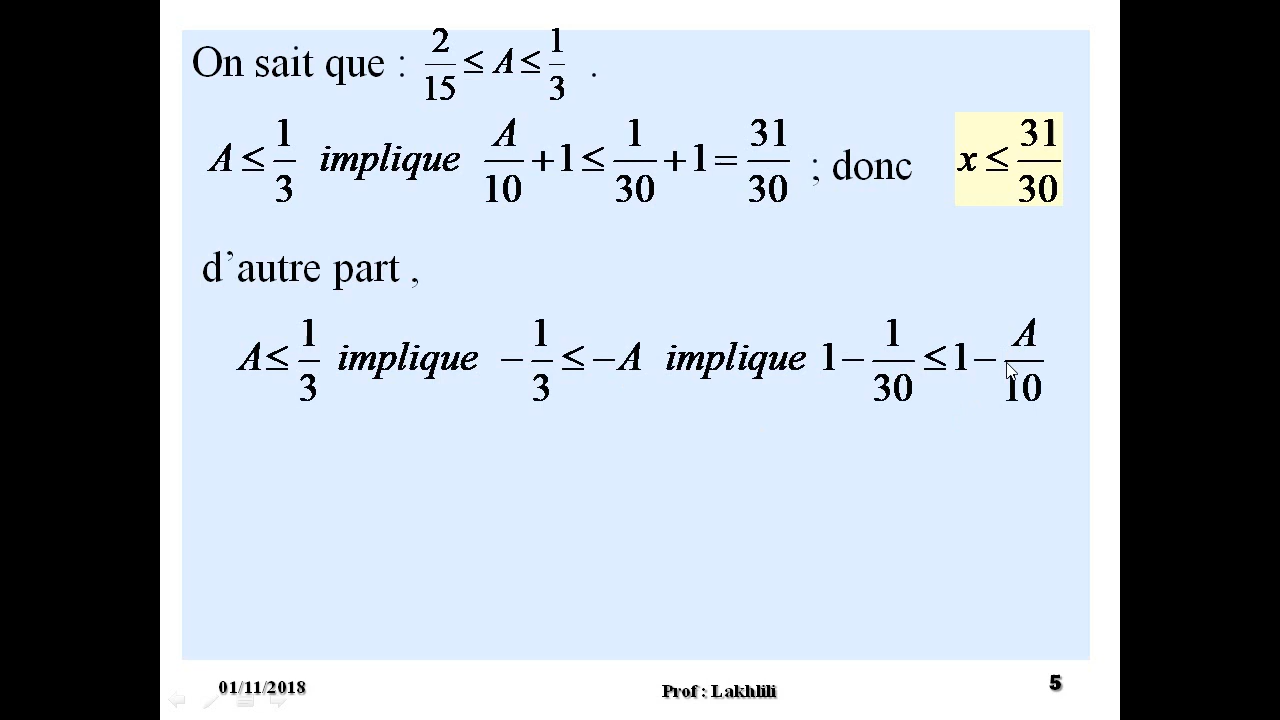 On sait que : 2/15 ≤ A ≤ 1/3 .
A ≤ 1/3 implique A/10 + 1 ≤ 1/30 + 1 = 31/30 ; donc x ≤ 31/30
d’autre part ,
A ≤ 1/3 implique − 1/3 ≤ − A implique 1 − 1/30 ≤ 1 − A/10
01/11/2018 Prof : Lakhlili 5